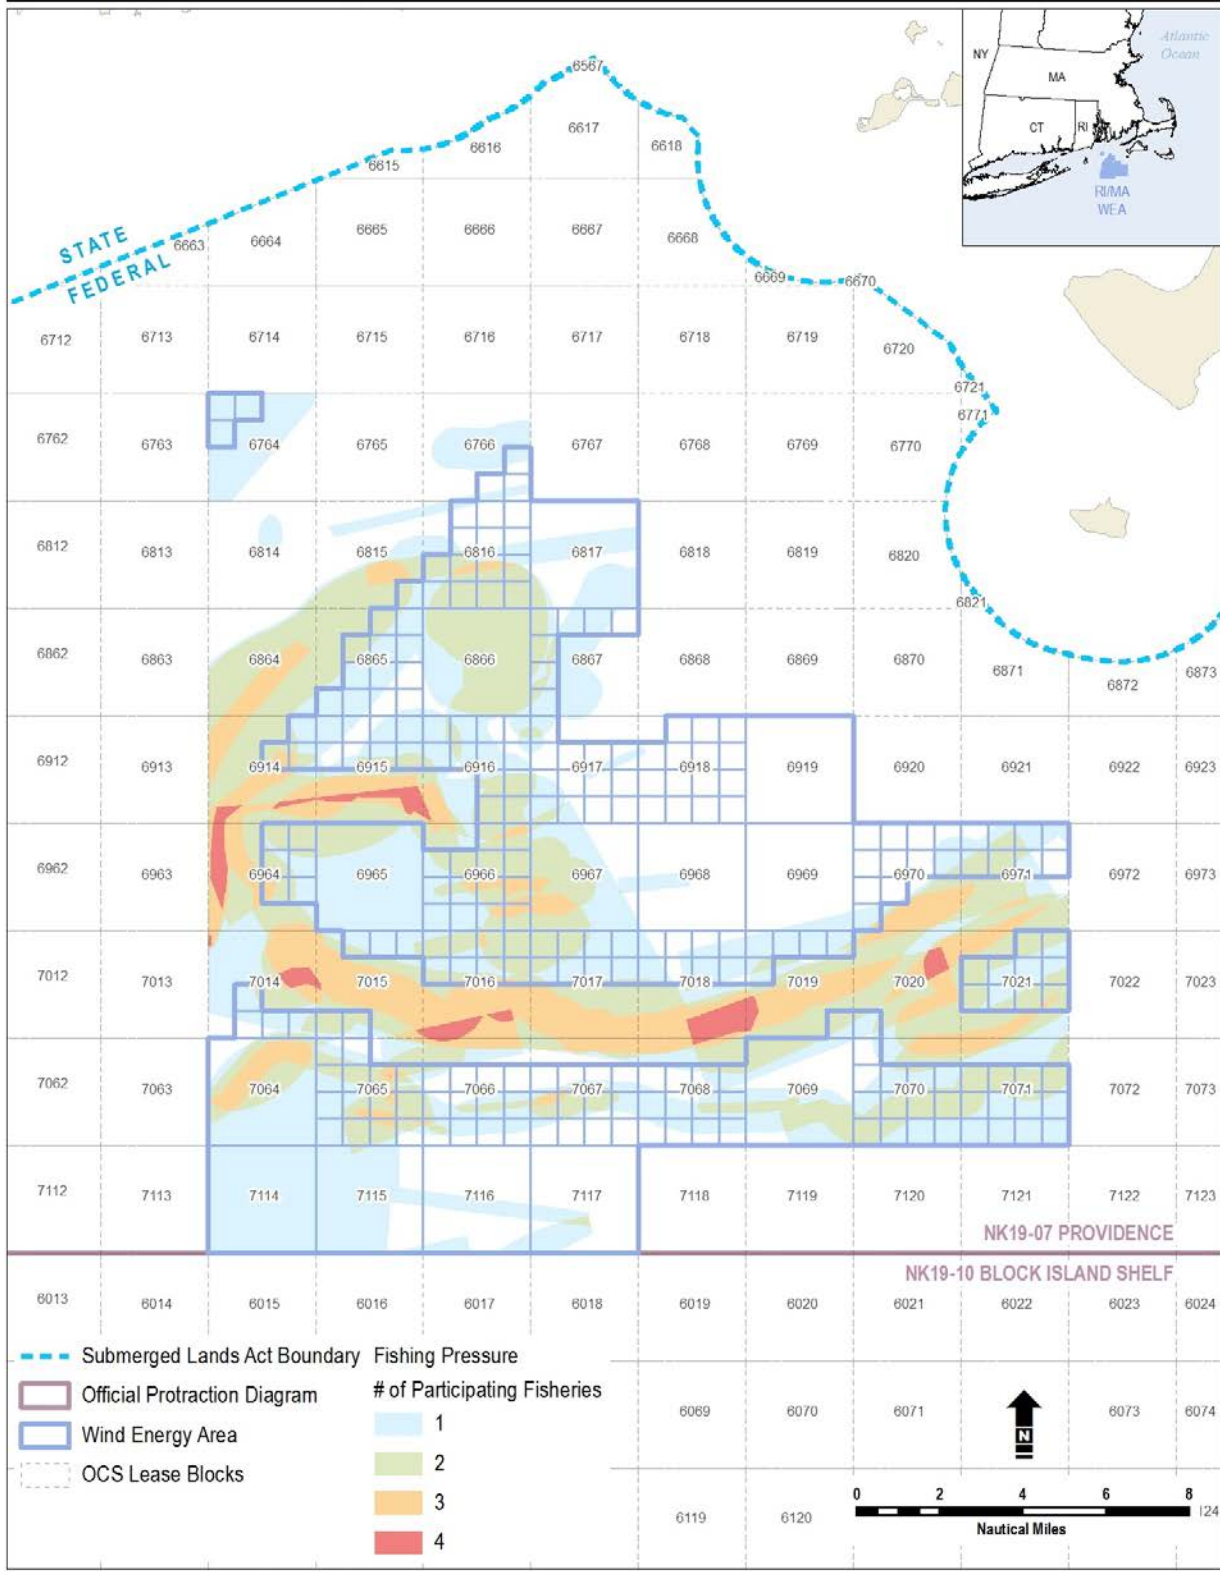 Atlantic
Ocean
NY
MA
CT
RI
RI/MA
WEA
6567
6617
6616
6618
6615
STATE
FEDERAL
6663 6664 6665 6666 6667 6668
6669 6670
6712 6713 6714 6715 6716 6717 6718 6719 6720
6721
6771
6762 6763 6764 6765 6766 6767 6768 6769 6770
6812 6813 6814 6815 6816 6817 6818 6819 6820
6821
6862 6863 6864 6865 6866 6867 6868 6869 6870 6871 6872 6873
6912 6913 6914 6915 6916 6917 6918 6919 6920 6921 6922 6923
6962 6963 6964 6965 6966 6967 6968 6969 6970 6971 6972 6973
7012 7013 7014 7015 7016 7017 7018 7019 7020 7021 7022 7023
7062 7063 7064 7065 7066 7067 7068 7069 7070 7071 7072 7073
7112 7113 7114 7115 7116 7117 7118 7119 7120 7121 7122 7123
NK19-07 PROVIDENCE
NK19-10 BLOCK ISLAND SHELF
6013 6014 6015 6016 6017 6018 6019 6020 6021 6022 6023 6024
Submerged Lands Act Boundary
Official Protraction Diagram
Wind Energy Area
OCS Lease Blocks
Fishing Pressure
# of Participating Fisheries
1
2
3
4
6069 6070 6071 6073 6074
N
0 2 4 6 8
Nautical Miles
6119 6120